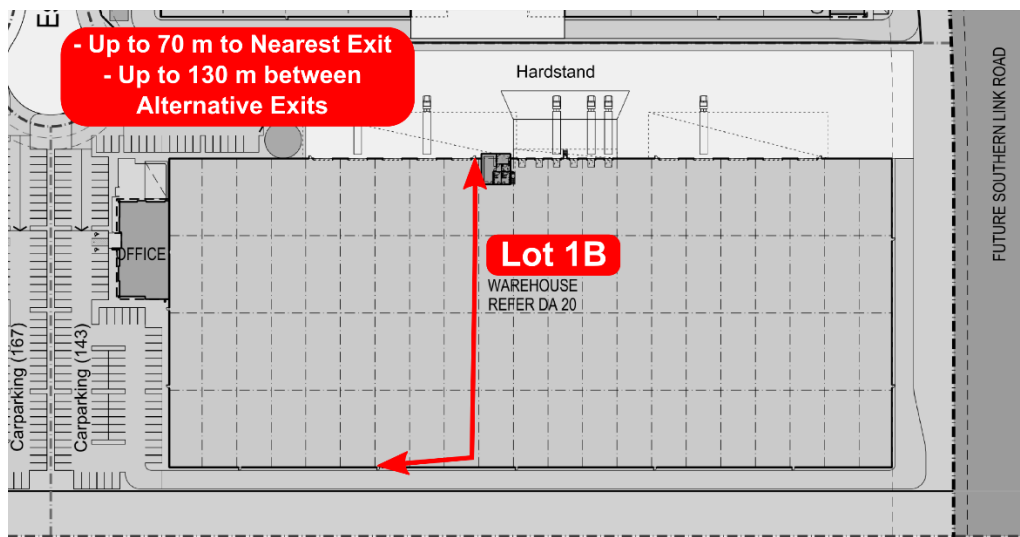 - Up to 70 m to Nearest Exit
- Up to 130 m between
Alternative Exits
Hardstand
FUTURE SOUTHERN LINK ROAD
OFFICE
Lot 1B
WAREHOUSE
REFER DA 20
Carparking (167)
Carparking (143)